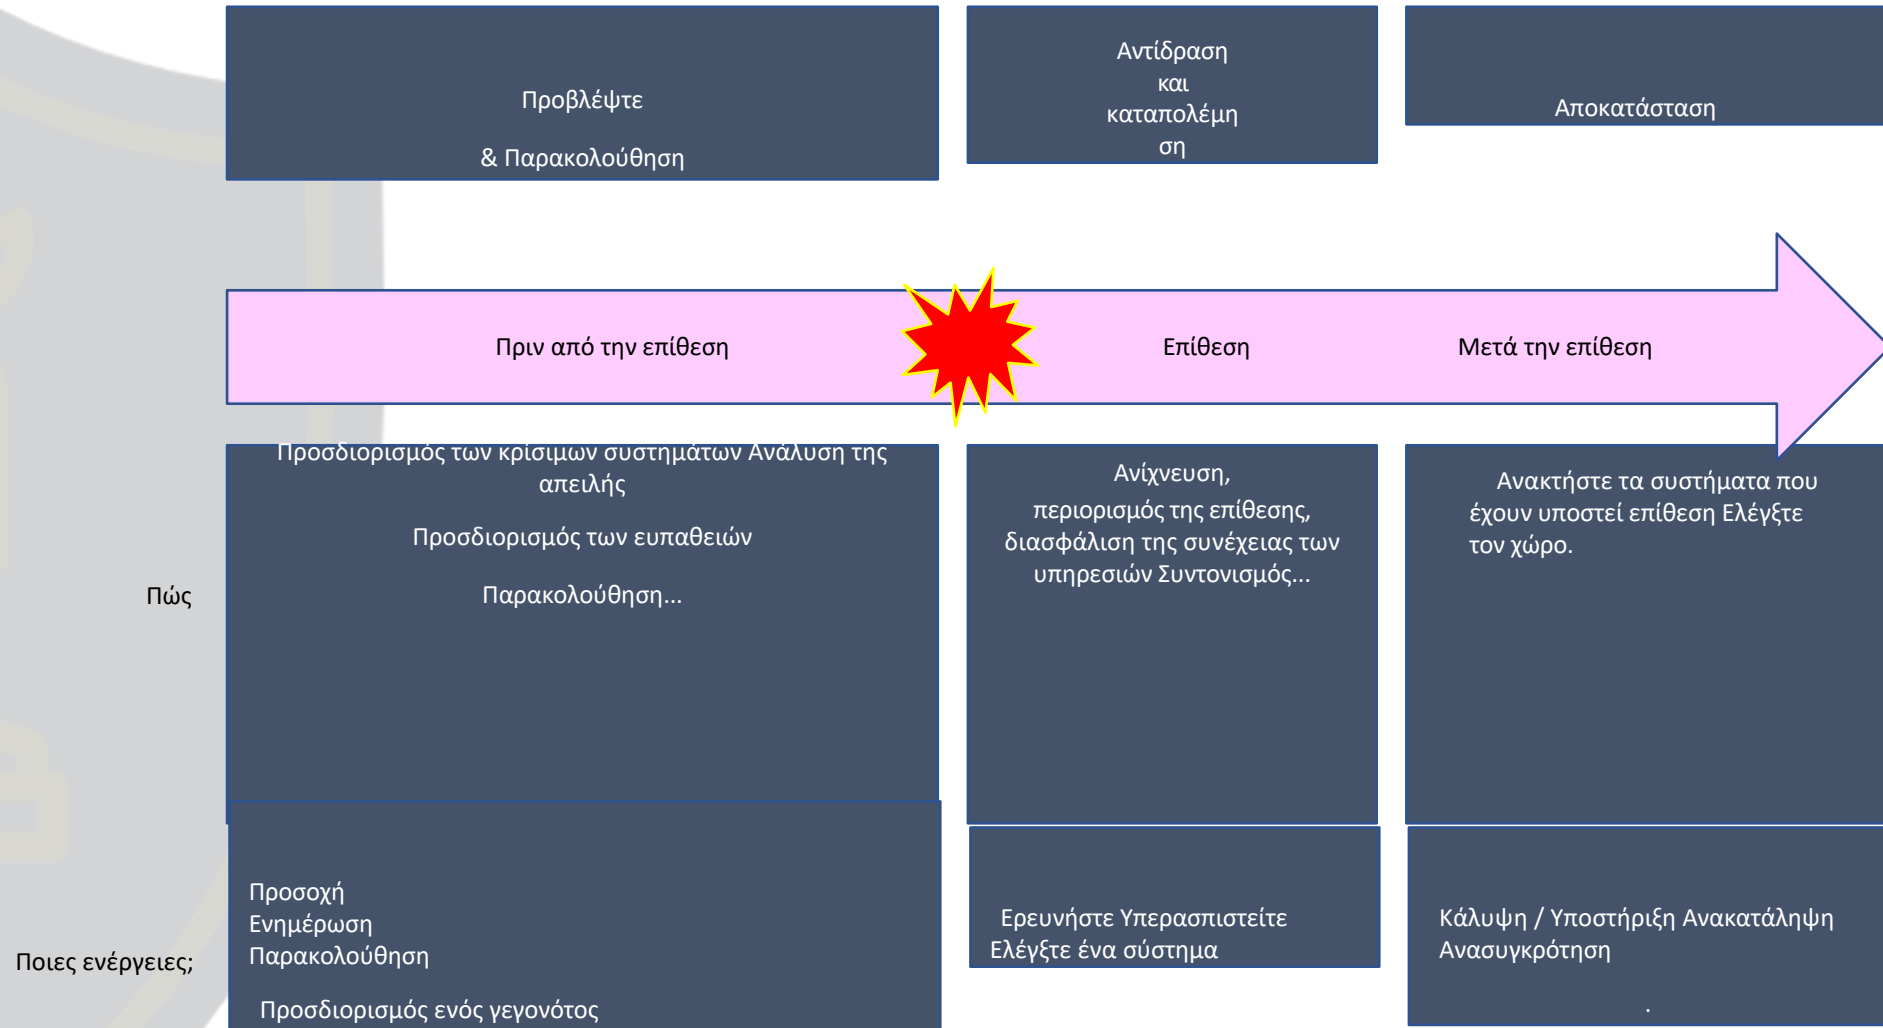 Προβλέψτε
& Παρακολούθηση
Αντίδραση
και
καταπολέμη
ση
Αποκατάσταση
Πριν από την επίθεση
Επίθεση
Μετά την επίθεση
Πώς
Προσδιορισμός των κρίσιμων συστημάτων Ανάλυση της
απειλής
Προσδιορισμός των ευπαθειών
Παρακολούθηση...
Ανίχνευση,
περιορισμός της επίθεσης,
διασφάλιση της συνέχειας των
υπηρεσιών Συντονισμός...
Ανακτήστε τα συστήματα που
έχουν υποστεί επίθεση Ελέγξτε
τον χώρο.
Ποιες ενέργειες;
Προσοχή
Ενημέρωση
Παρακολούθηση
Προσδιορισμός ενός γεγονότος
Ερευνήστε Υπερασπιστείτε
Ελέγξτε ένα σύστημα
Κάλυψη / Υποστήριξη Ανακατάληψη
Ανασυγκρότηση
.